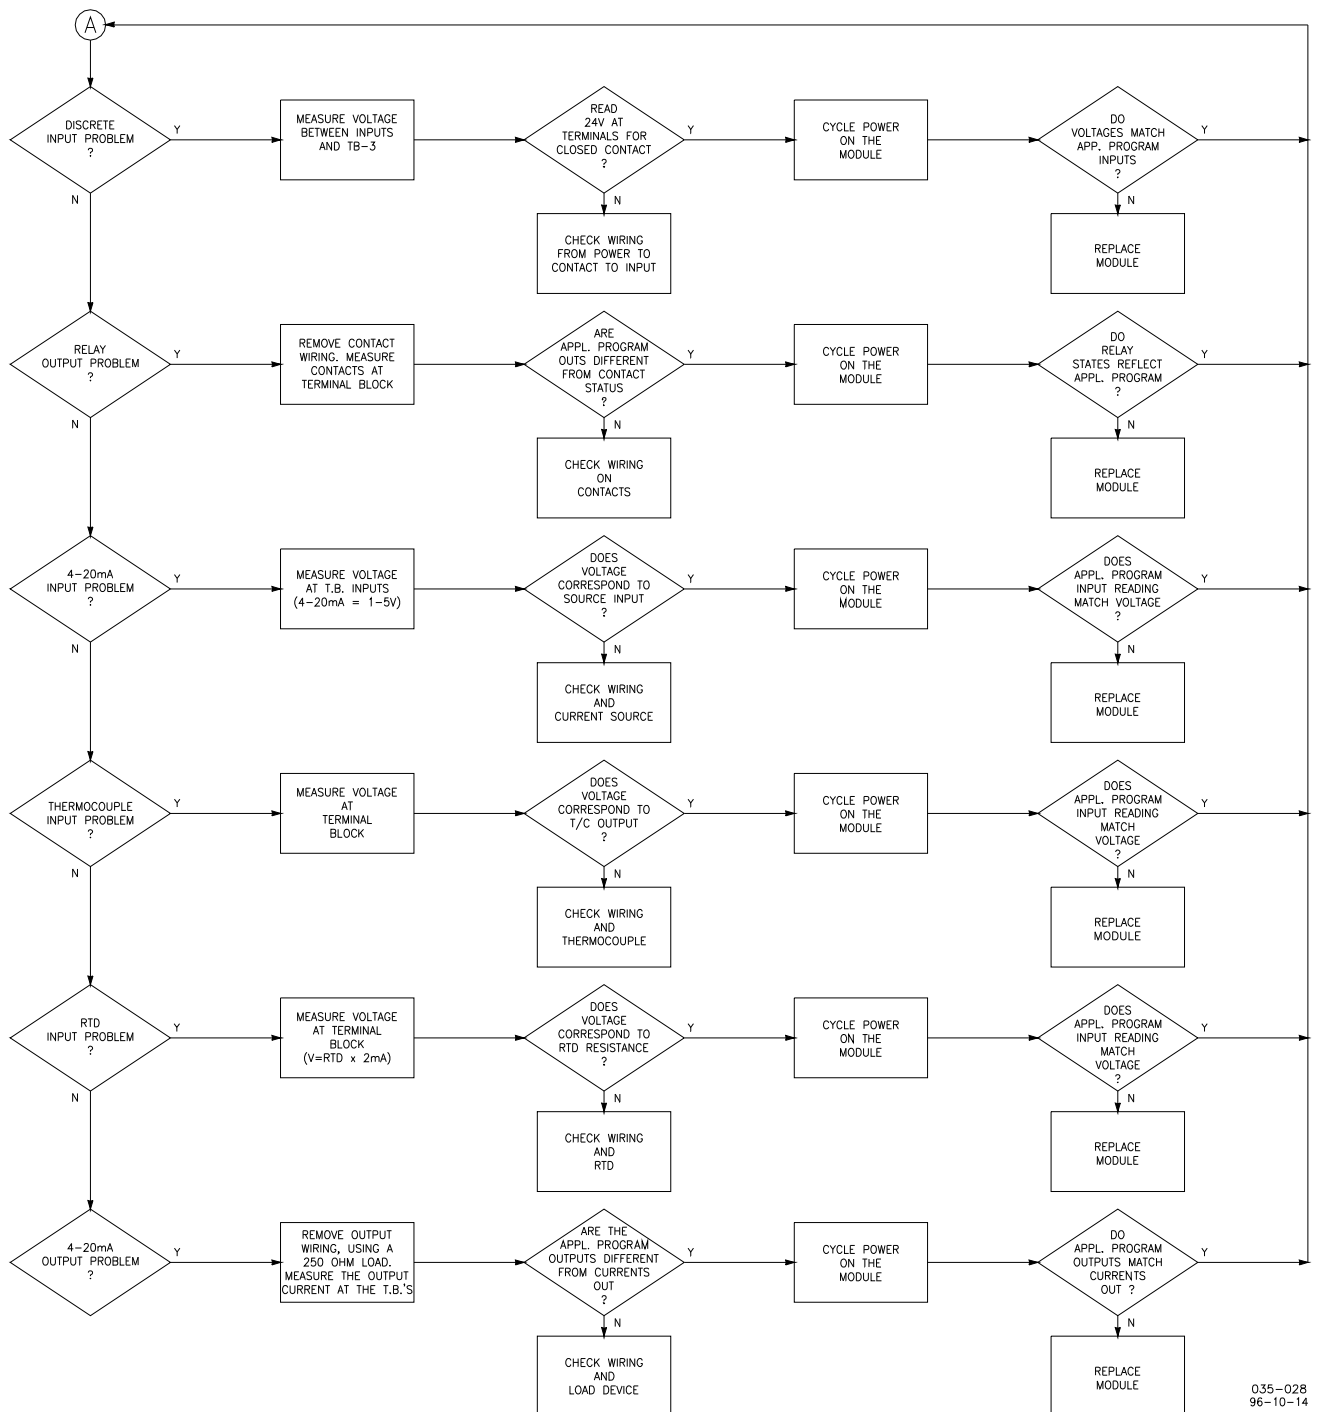 A
DISCRETE
INPUT PROBLEM
?
Y
N
MEASURE VOLTAGE
BETWEEN INPUTS
AND TB-3
READ
24V AT
TERMINALS FOR
CLOSED CONTACT
?
Y
N
CHECK WIRING
FROM POWER TO
CONTACT TO INPUT
CYCLE POWER
ON THE
MODULE
DO
VOLTAGES MATCH
APP. PROGRAM
INPUTS
?
Y
N
REPLACE
MODULE
RELAY
OUTPUT PROBLEM
?
Y
N
REMOVE CONTACT
WIRING. MEASURE
CONTACTS AT
TERMINAL BLOCK
ARE
APPL. PROGRAM
OUTS DIFFERENT
FROM CONTACT
STATUS
?
Y
N
CHECK WIRING
ON
CONTACTS
CYCLE POWER
ON THE
MODULE
DO
RELAY
STATES REFLECT
APPL. PROGRAM
?
Y
N
REPLACE
MODULE
4-20mA
INPUT PROBLEM
?
Y
N
MEASURE VOLTAGE
AT T.B. INPUTS
(4-20mA = 1-5V)
DOES
VOLTAGE
CORRESPOND TO
SOURCE INPUT
?
Y
N
CHECK WIRING
AND
CURRENT SOURCE
CYCLE POWER
ON THE
MODULE
DOES
APPL. PROGRAM
INPUT READING
MATCH VOLTAGE
?
Y
N
REPLACE
MODULE
THERMOCOUPLE
INPUT PROBLEM
?
Y
N
MEASURE VOLTAGE
AT
TERMINAL
BLOCK
DOES
VOLTAGE
CORRESPOND TO
T/C OUTPUT
?
Y
N
CHECK WIRING
AND
THERMOCOUPLE
CYCLE POWER
ON THE
MODULE
DOES
APPL. PROGRAM
INPUT READING
MATCH
VOLTAGE
?
Y
N
REPLACE
MODULE
RTD
INPUT PROBLEM
?
Y
N
MEASURE VOLTAGE
AT TERMINAL
BLOCK
(V=RTD x 2mA)
DOES
VOLTAGE
CORRESPOND TO
RTD RESISTANCE
?
Y
N
CHECK WIRING
AND
RTD
CYCLE POWER
ON THE
MODULE
DOES
APPL. PROGRAM
INPUT READING
MATCH
VOLTAGE
?
Y
N
REPLACE
MODULE
4-20mA
OUTPUT PROBLEM
?
Y
REMOVE OUTPUT
WIRING, USING A
250 OHM LOAD.
MEASURE THE OUTPUT
CURRENT AT THE T.B.'S
ARE THE
APPL. PROGRAM
OUTPUTS DIFFERENT
FROM CURRENTS
OUT
?
Y
N
CHECK WIRING
AND
LOAD DEVICE
CYCLE POWER
ON THE
MODULE
DO
APPL. PROGRAM
OUTPUTS MATCH
CURRENTS
OUT ?
Y
N
REPLACE
MODULE
035-028
96-10-14